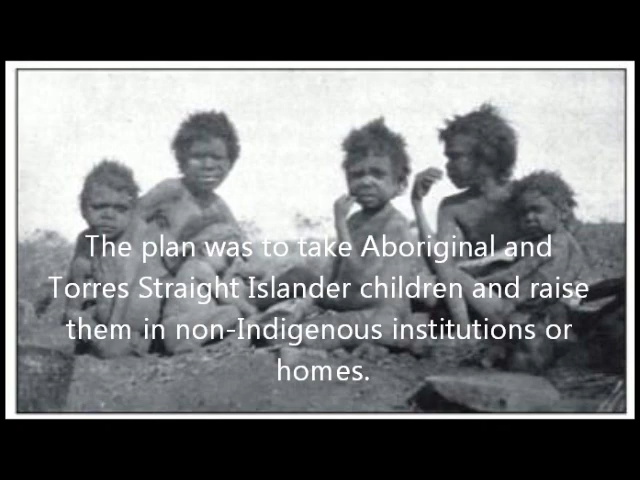 The plan was to take Aboriginal and
Torres Straight Islander children and raise
them in non-Indigenous institutions or
homes.